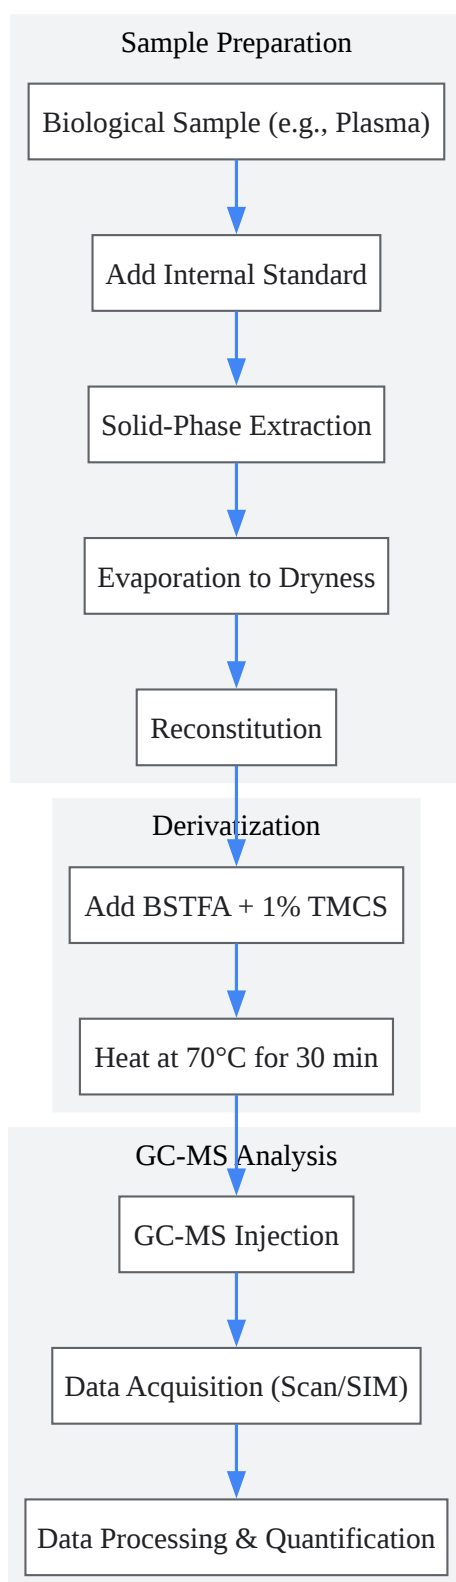 Sample Preparation
Biological Sample (e.g., Plasma)
Add Internal Standard
Solid-Phase Extraction
Evaporation to Dryness
Reconstitution
Derivatization
Add BSTFA + 1% TMCS
Heat at 70°C for 30 min
GC-MS Analysis
GC-MS Injection
Data Acquisition (Scan/SIM)
Data Processing & Quantification